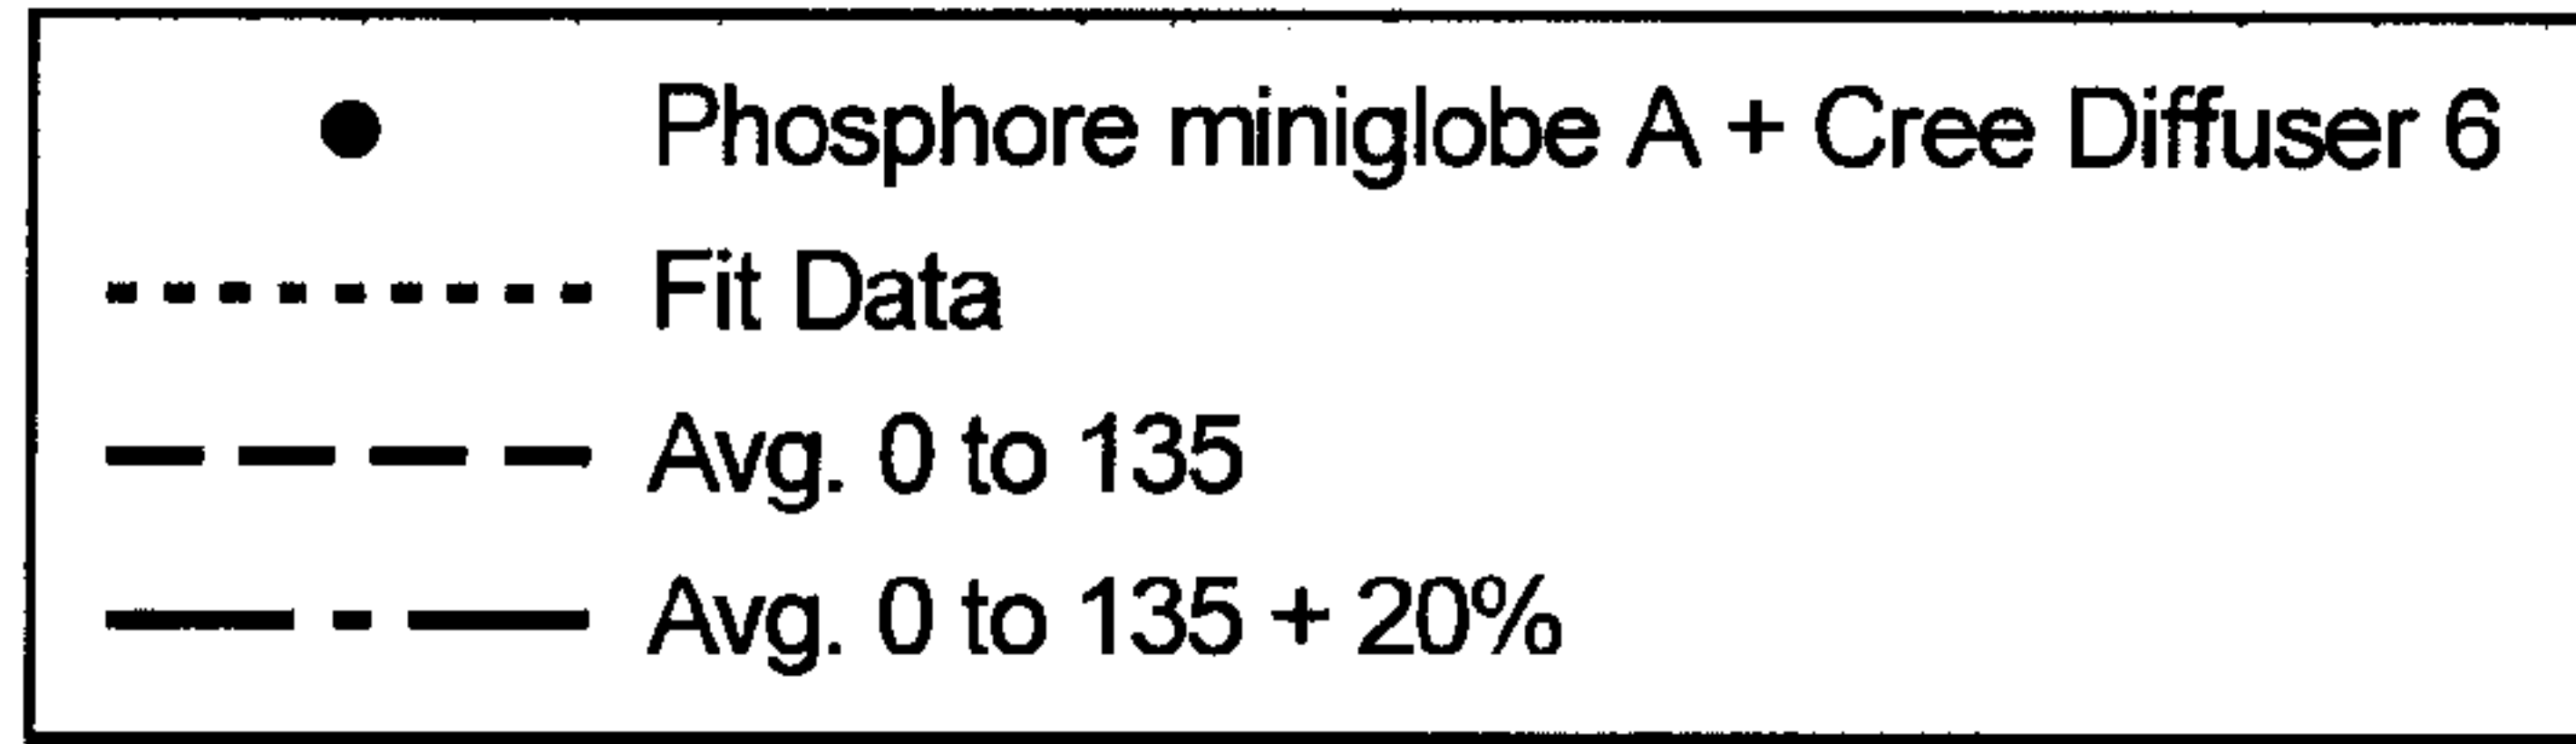 Phosphore miniglobe A + Cree Diffuser 6
Fit Data
Avg. 0 to 135
Avg. 0 to 135 + 20%